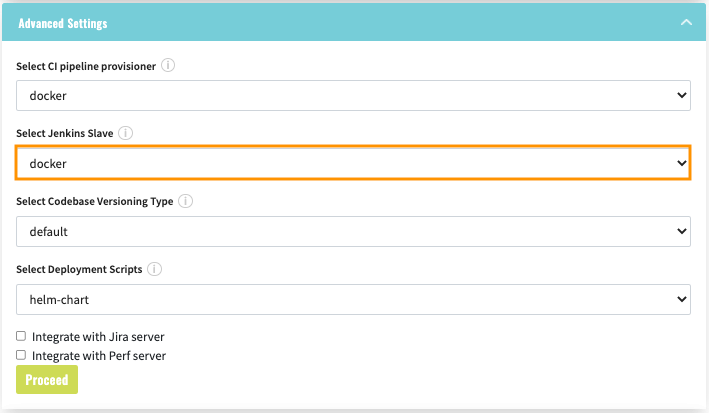 Advanced Settings
Select CI pipeline provisioner
docker
Select Jenkins Slave
docker
Select Codebase Versioning Type
default
Select Deployment Scripts
helm-chart
Integrate with Jira server
Integrate with Perf server
Proceed